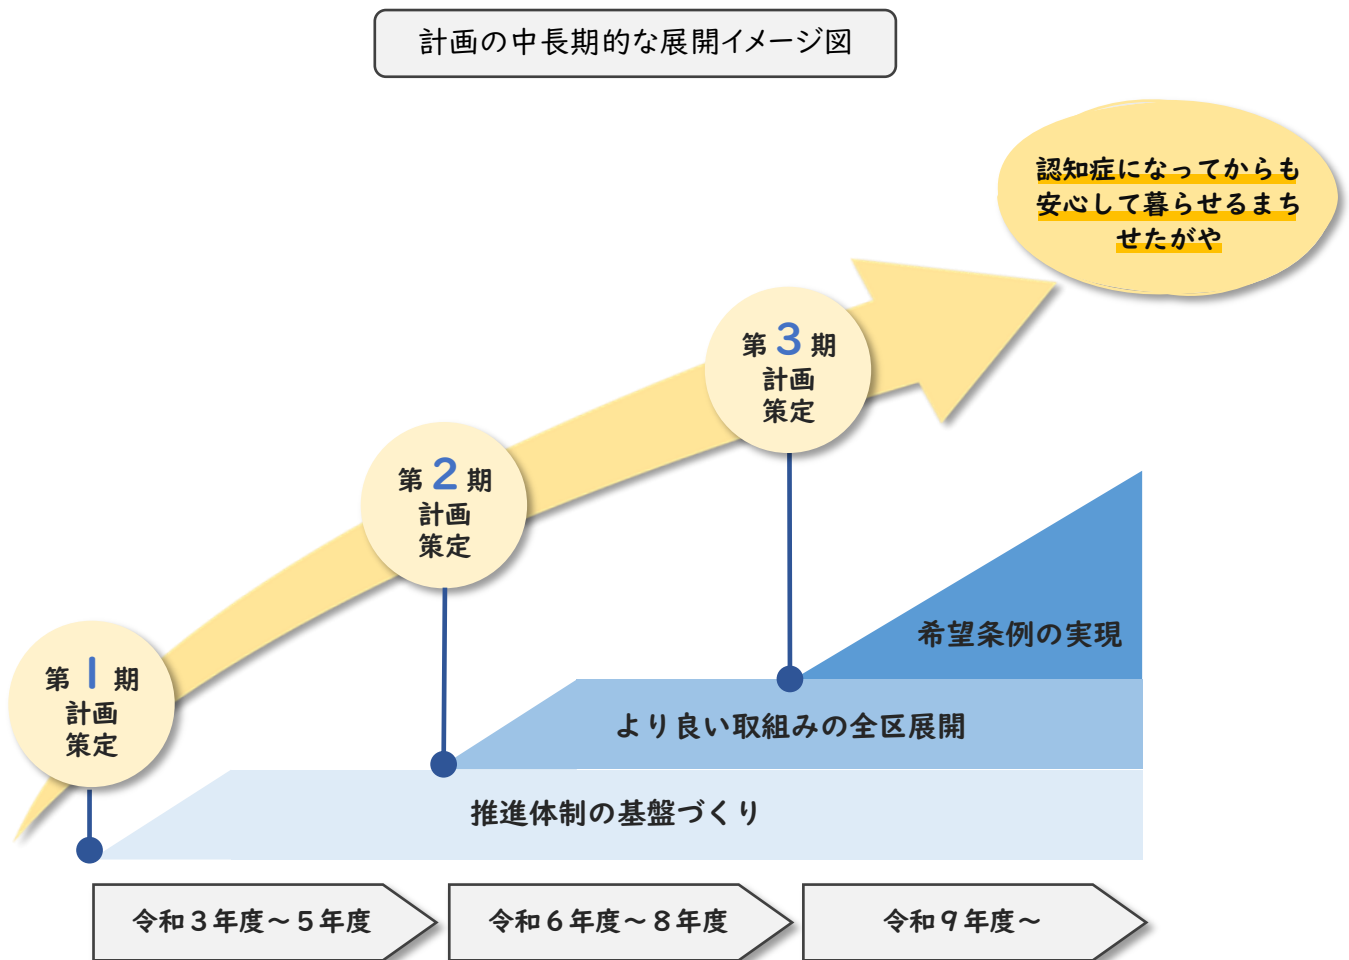 計画の中長期的な展開イメージ図
認知症になってからも
安心して暮らせるまち
せたがや
第3期
計画
策定
第2期
計画
策定
第1期
計画
策定
希望条例の実現
より良い取組みの全区展開
推進体制の基盤づくり
令和3年度～5年度
令和6年度～8年度
令和9年度～